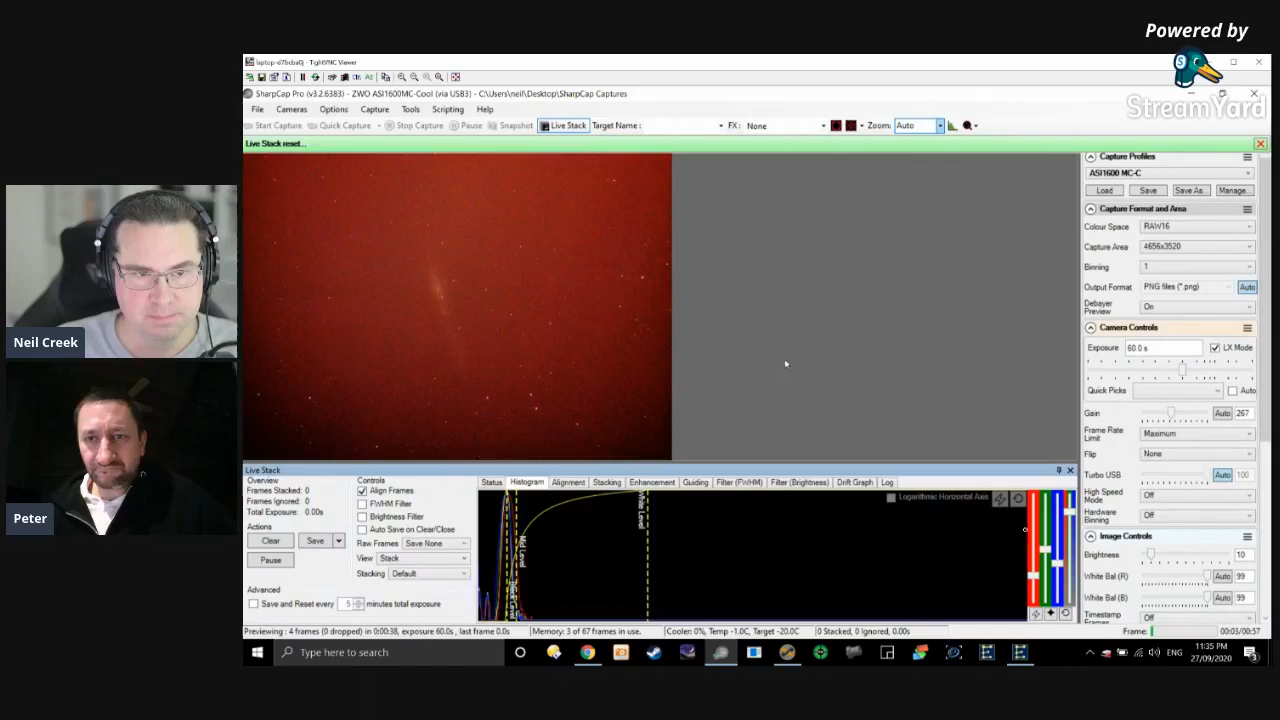 Powered by
StreamYard
laptop-d7bcba0j - TightVNC Viewer
SharpCap Pro (v3.2.6383) - ZWO ASI1600MC-Cool (via USB3) - C:\Users\neil\Desktop\SharpCap Captures
File Cameras Options Capture Tools Scripting Help
Start Capture Quick Capture Stop Capture Pause Snapshot Live Stack Target Name : FX: None Zoom: Auto
Live Stack reset...
Capture Profiles
ASI1600 MC-C
Load Save Save As... Manage...
Capture Format and Area
Colour Space RAW16
Capture Area 4656x3520
Binning 1
Output Format PNG files (*.png) Auto
Debayer Preview On
Camera Controls
Exposure 60.0 s LX Mode
Quick Picks Auto
Gain Auto 267
Frame Rate Limit Maximum
Flip None
Turbo USB Auto 100
High Speed Mode Off
Hardware Binning Off
Image Controls
Brightness 10
White Bal (R) Auto 99
White Bal (B) Auto 99
Timestamp Frames Off
Neil Creek
Peter
Live Stack
Overview
Frames Stacked: 0
Frames Ignored: 0
Total Exposure: 0.00s
Actions
Clear Save
Pause
Controls
Align Frames
FWHM Filter
Brightness Filter
Auto Save on Clear/Close
Raw Frames Save None
View Stack
Stacking Default
Advanced
Save and Reset every 5 minutes total exposure
Status Histogram Alignment Stacking Enhancement Guiding Filter (FWHM) Filter (Brightness) Drift Graph Log
Logarithmic Horizontal Axis
Mid Level
White Level
Previewing : 4 frames (0 dropped) in 0:00:38, exposure 60.0s , last frame 0.0s Memory: 3 of 67 frames in use. Cooler: 0%, Temp -1.0C, Target -20.0C 0 Stacked, 0 Ignored, 0.00s Frame: 00:03/00:57
Type here to search
ENG
11:35 PM
27/09/2020
3